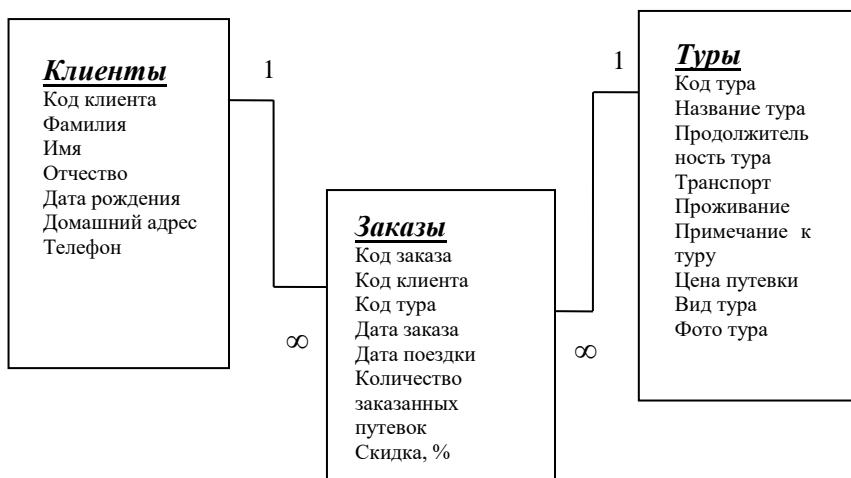 Клиенты
Код клиента
Фамилия
Имя
Отчество
Дата рождения
Домашний адрес
Телефон
1
∞
Заказы
Код заказа
Код клиента
Код тура
Дата заказа
Дата поездки
Количество
заказанных
путевок
Скидка, %
∞
1
Туры
Код тура
Название тура
Продолжитель
ность тура
Транспорт
Проживание
Примечание к
туру
Цена путевки
Вид тура
Фото тура